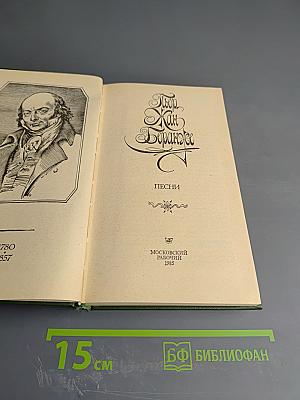 1780
1857
Пьер
Жан
Беранже
ПЕСНИ
МОСКОВСКИЙ
РАБОЧИЙ
1985
15 см
БФ БИБЛИОФАН